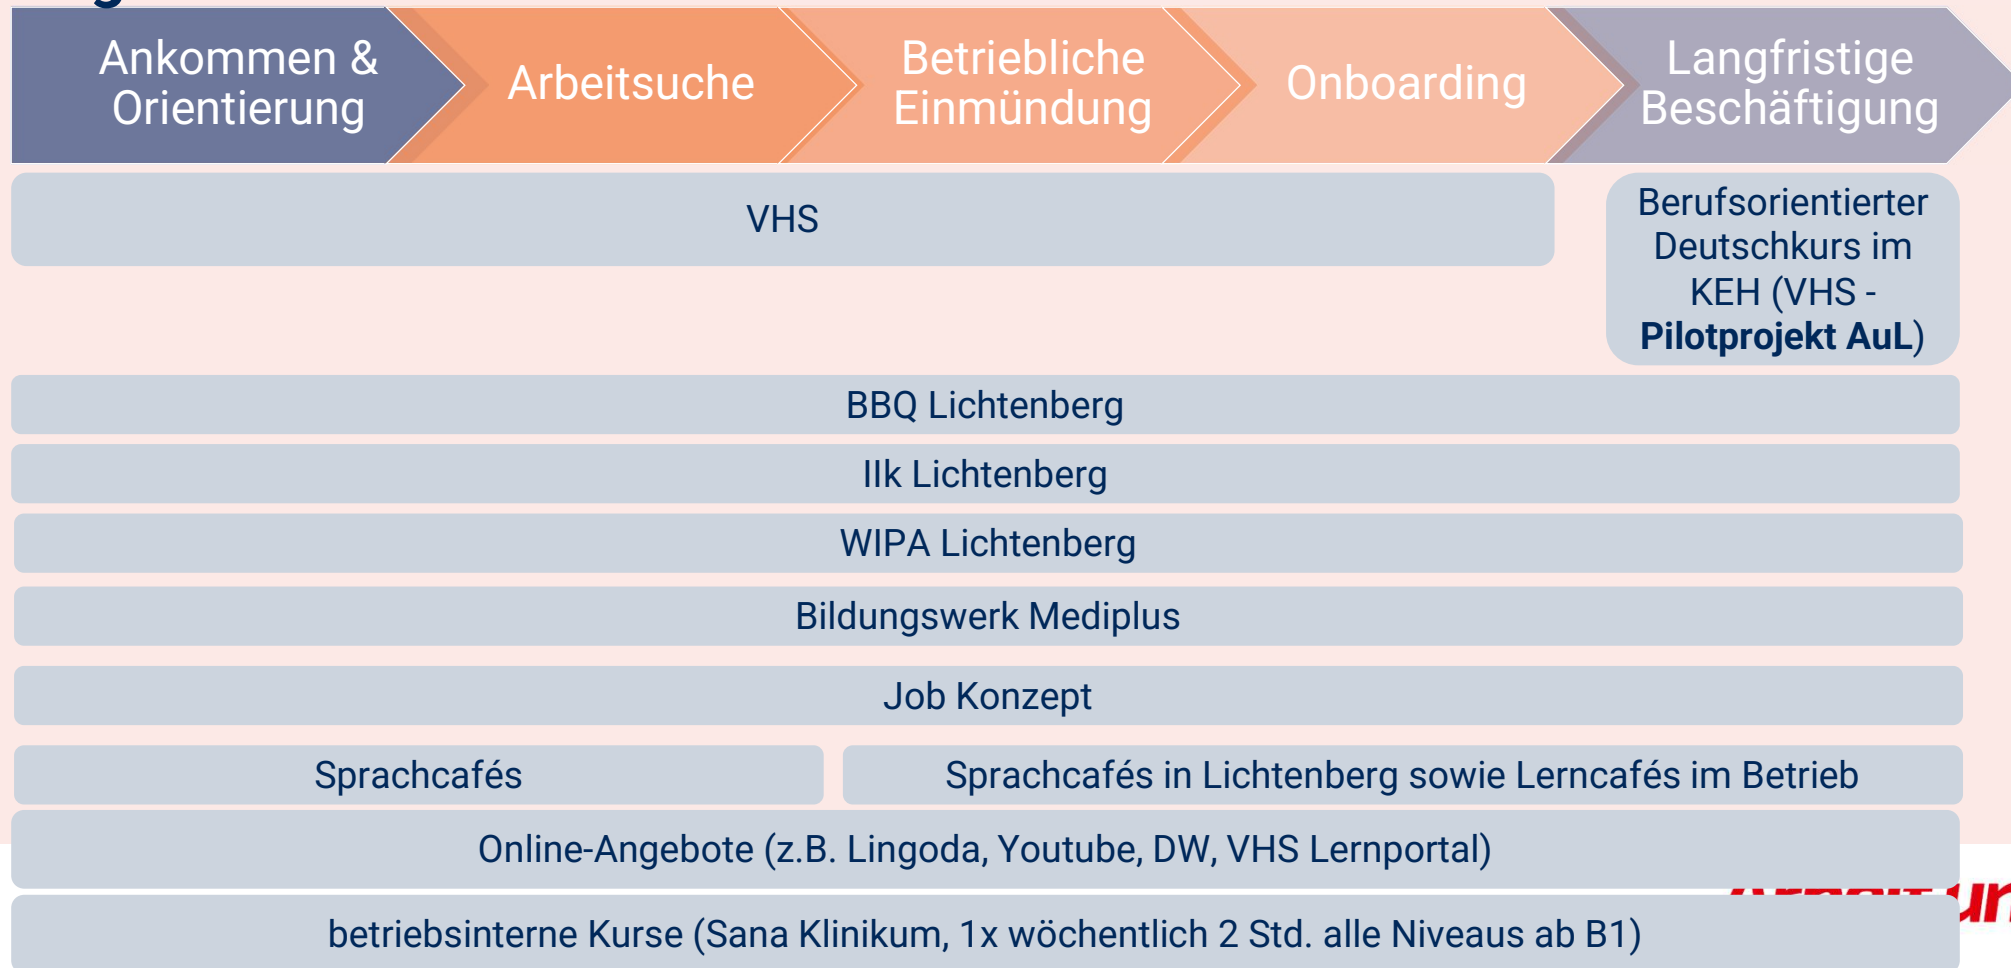 Ankommen &
Orientierung
Arbeitsuche
Betriebliche
Einmündung
Onboarding
Langfristige
Beschäftigung
VHS
Berufsorientierter
Deutschkurs im
KEH (VHS -
Pilotprojekt AuL)
BBQ Lichtenberg
IIk Lichtenberg
WIPA Lichtenberg
Bildungswerk Mediplus
Job Konzept
Sprachcafés
Sprachcafés in Lichtenberg sowie Lerncafés im Betrieb
Online-Angebote (z.B. Lingoda, Youtube, DW, VHS Lernportal)
betriebsinterne Kurse (Sana Klinikum, 1x wöchentlich 2 Std. alle Niveaus ab B1)